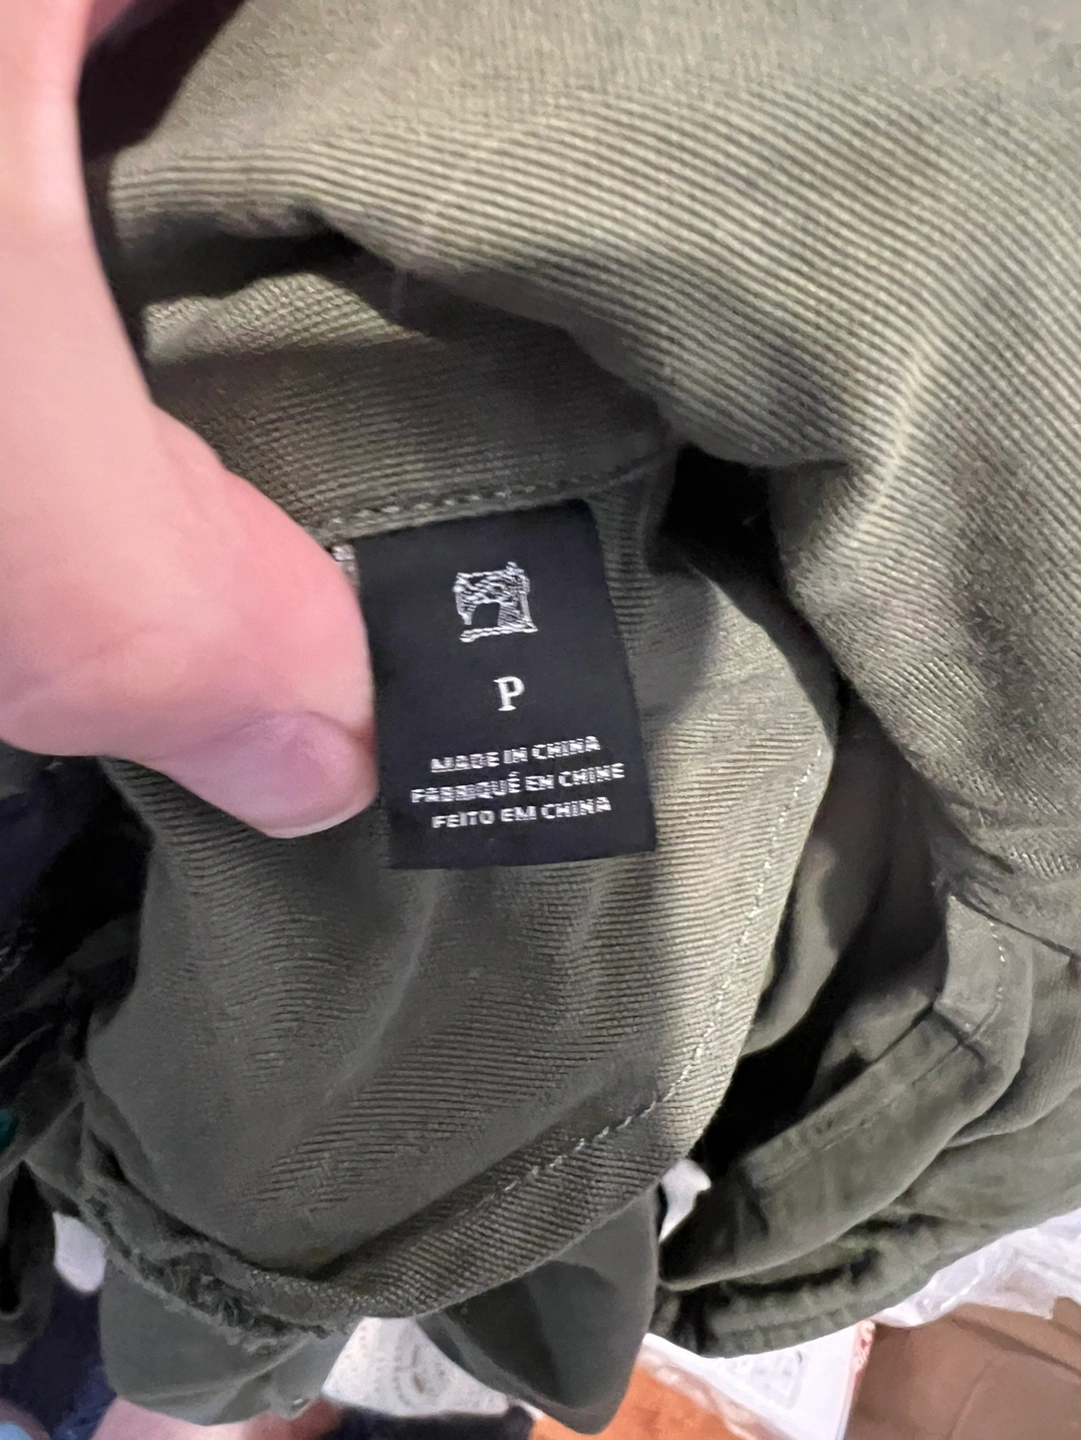 P
MADE IN CHINA
FABRIQUÉ EN CHINE
FEITO EM CHINA